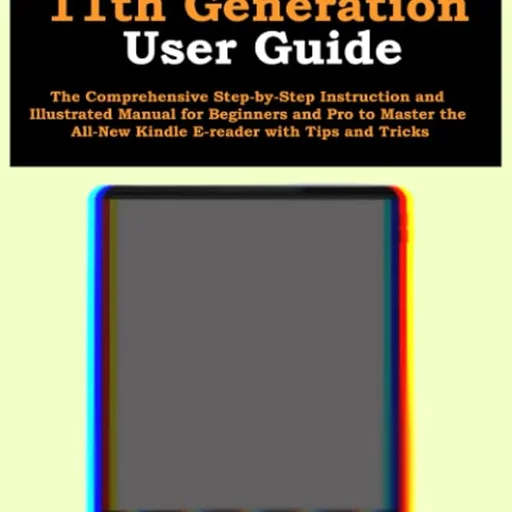 11th Generation
User Guide
The Comprehensive Step-by-Step Instruction and
Illustrated Manual for Beginners and Pro to Master the
All-New Kindle E-reader with Tips and Tricks